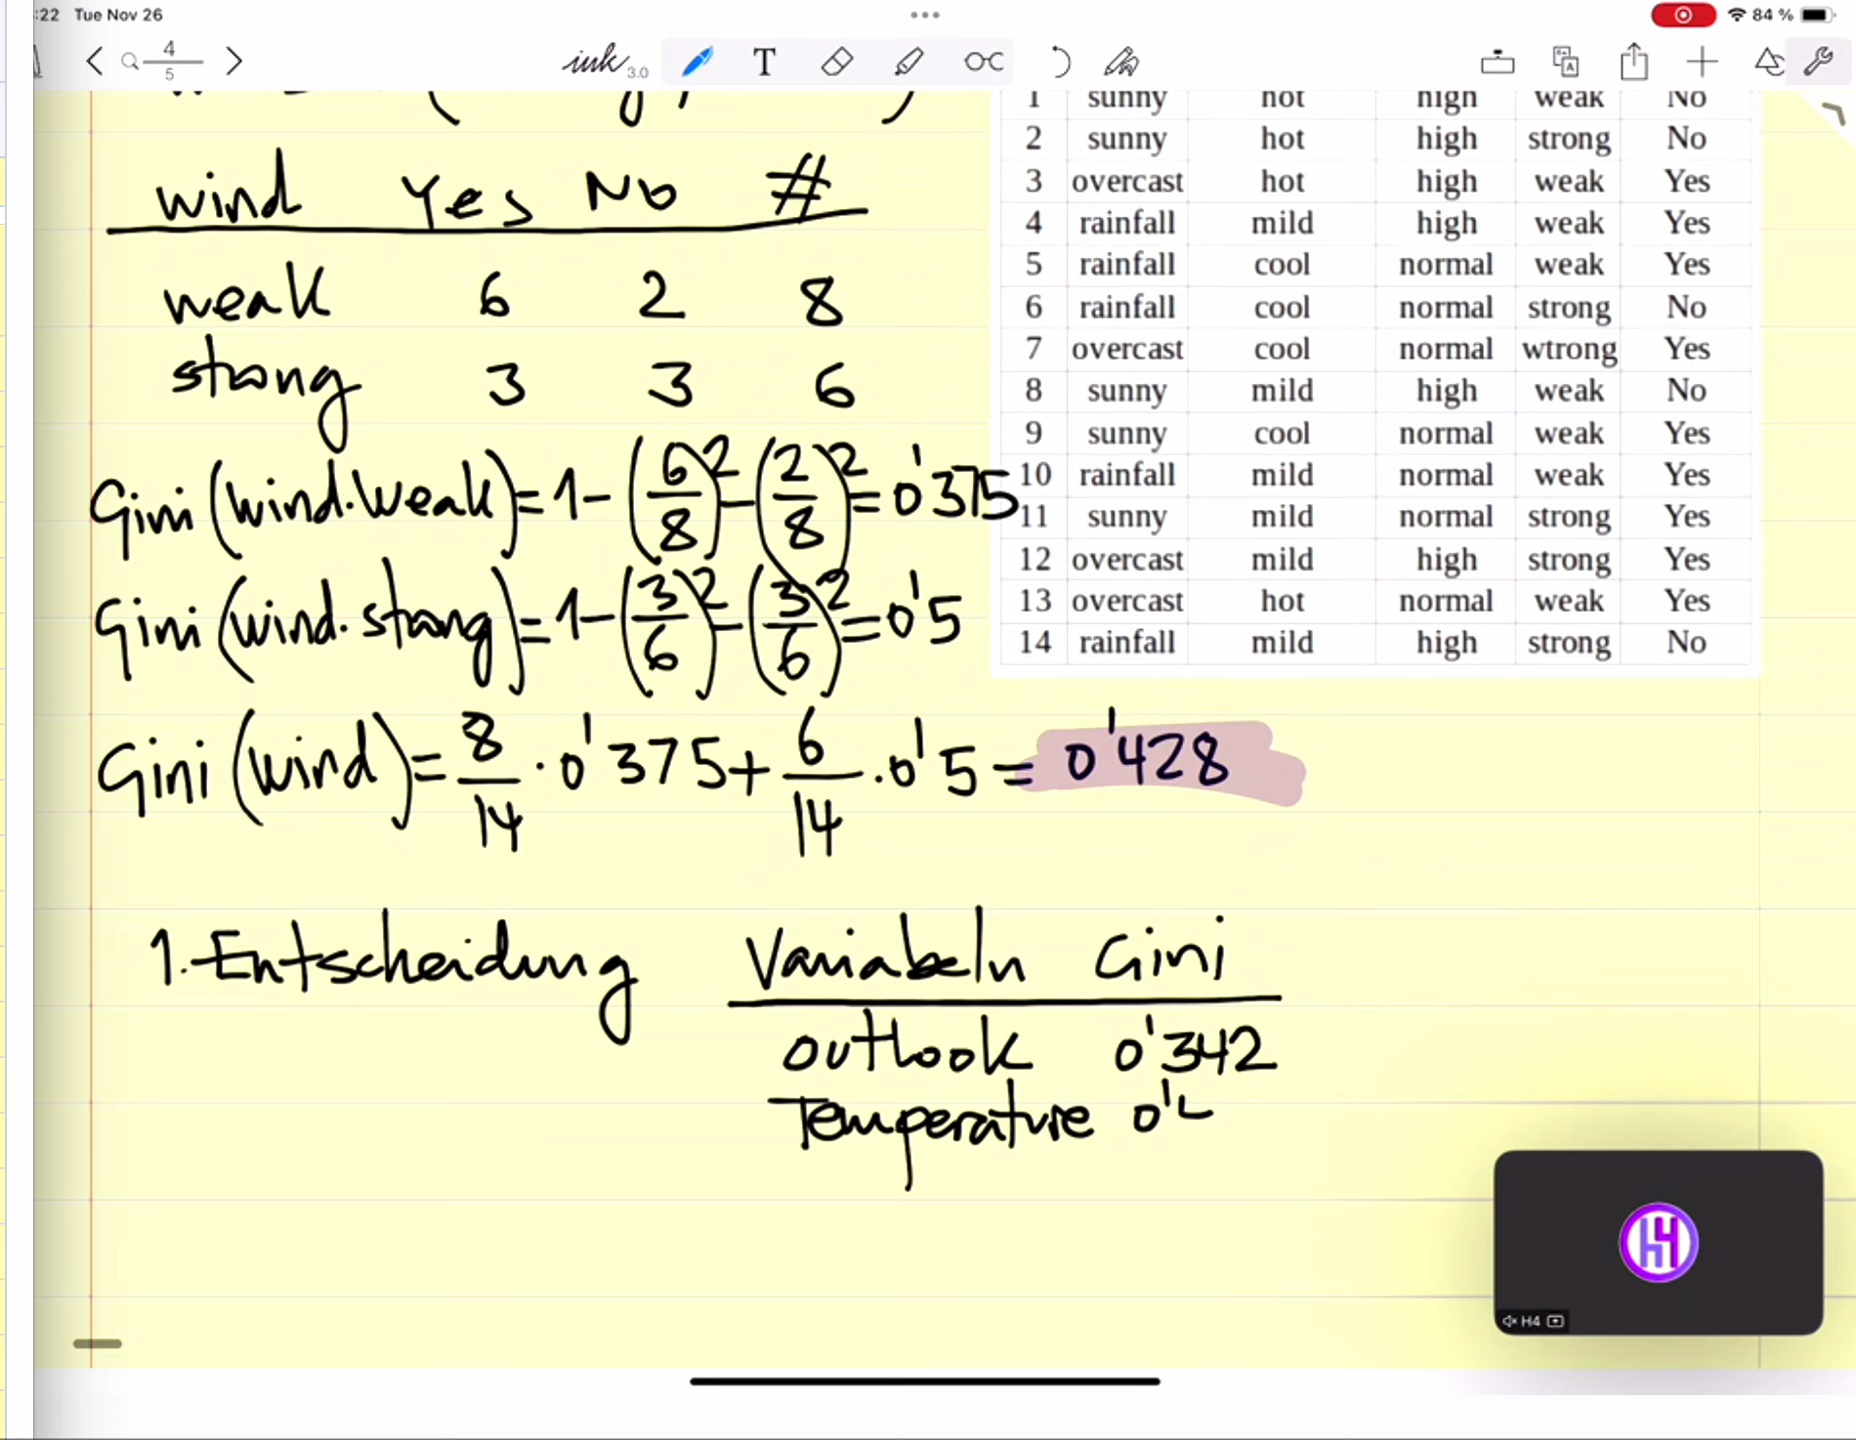 :22 Tue Nov 26
84 %
4
5
ink 3.0
T
A
wind Yes No #
weak 6 2 8
strong 3 3 6
Gini (wind.weak) = 1 - (6/8)² - (2/8)² = 0'375
Gini (wind.strong) = 1 - (3/6)² - (3/6)² = 0'5
Gini (wind) = 8/14 · 0'375 + 6/14 · 0'5 = 0'428
1. Entscheidung
Variabeln Gini
outlook 0'342
Temperature 0'
1 sunny hot high weak No
2 sunny hot high strong No
3 overcast hot high weak Yes
4 rainfall mild high weak Yes
5 rainfall cool normal weak Yes
6 rainfall cool normal strong No
7 overcast cool normal wtrong Yes
8 sunny mild high weak No
9 sunny cool normal weak Yes
10 rainfall mild normal weak Yes
11 sunny mild normal strong Yes
12 overcast mild high strong Yes
13 overcast hot normal weak Yes
14 rainfall mild high strong No
H4